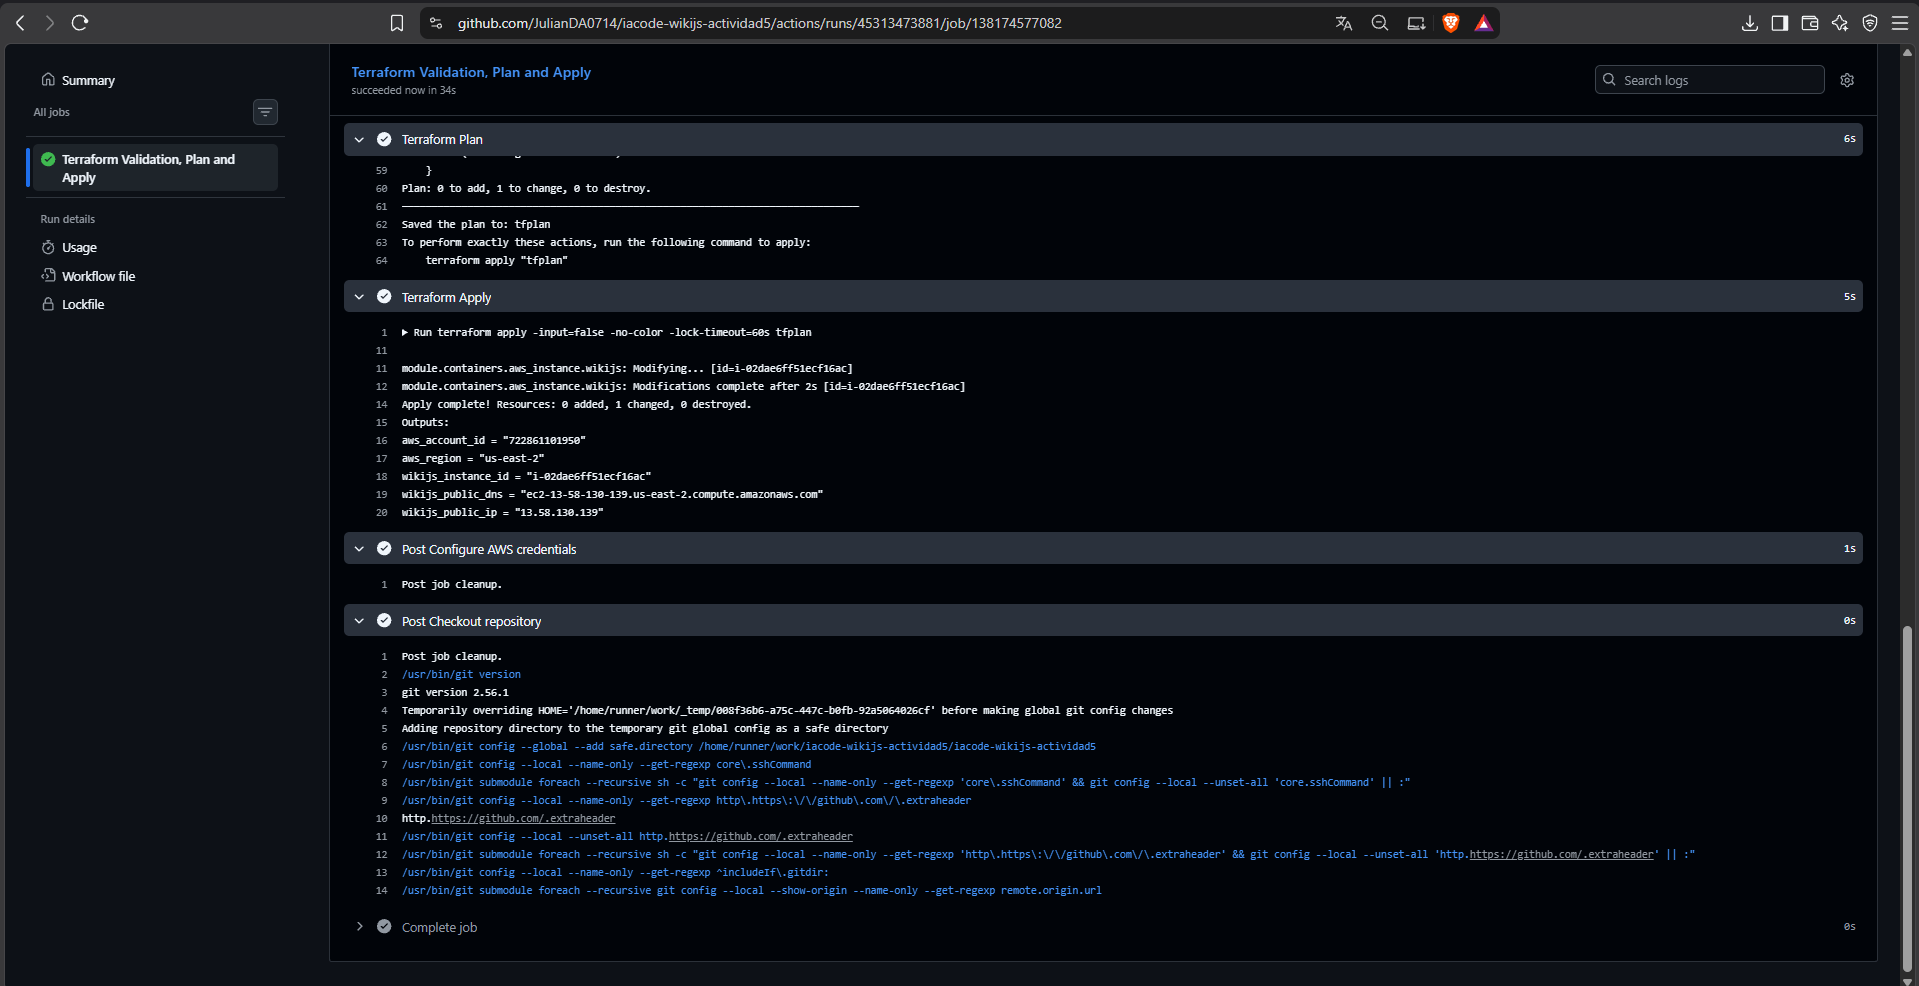 github.com/JulianDA0714/iacode-wikijs-actividad5/actions/runs/45313473881/job/138174577082
Summary
All jobs
Terraform Validation, Plan and
Apply
Run details
Usage
Workflow file
Lockfile
Terraform Validation, Plan and Apply
succeeded now in 34s
Search logs
Terraform Plan 6s
59 }
60 Plan: 0 to add, 1 to change, 0 to destroy.
61 ─────────────────────────────────────────────────────────────────────────────
62 Saved the plan to: tfplan
63 To perform exactly these actions, run the following command to apply:
64 terraform apply "tfplan"
Terraform Apply 5s
1 ▶ Run terraform apply -input=false -no-color -lock-timeout=60s tfplan
11
11 module.containers.aws_instance.wikijs: Modifying... [id=i-02dae6ff51ecf16ac]
12 module.containers.aws_instance.wikijs: Modifications complete after 2s [id=i-02dae6ff51ecf16ac]
14 Apply complete! Resources: 0 added, 1 changed, 0 destroyed.
15 Outputs:
16 aws_account_id = "722861101950"
17 aws_region = "us-east-2"
18 wikijs_instance_id = "i-02dae6ff51ecf16ac"
19 wikijs_public_dns = "ec2-13-58-130-139.us-east-2.compute.amazonaws.com"
20 wikijs_public_ip = "13.58.130.139"
Post Configure AWS credentials 1s
1 Post job cleanup.
Post Checkout repository 0s
1 Post job cleanup.
2 /usr/bin/git version
3 git version 2.56.1
4 Temporarily overriding HOME='/home/runner/work/_temp/008f36b6-a75c-447c-b0fb-92a5064026cf' before making global git config changes
5 Adding repository directory to the temporary git global config as a safe directory
6 /usr/bin/git config --global --add safe.directory /home/runner/work/iacode-wikijs-actividad5/iacode-wikijs-actividad5
7 /usr/bin/git config --local --name-only --get-regexp core\.sshCommand
8 /usr/bin/git submodule foreach --recursive sh -c "git config --local --name-only --get-regexp 'core\.sshCommand' && git config --local --unset-all 'core.sshCommand' || :"
9 /usr/bin/git config --local --name-only --get-regexp http\.https\:\/\/github\.com\/\.extraheader
10 http.https://github.com/.extraheader
11 /usr/bin/git config --local --unset-all http.https://github.com/.extraheader
12 /usr/bin/git submodule foreach --recursive sh -c "git config --local --name-only --get-regexp 'http\.https\:\/\/github\.com\/\.extraheader' && git config --local --unset-all 'http.https://github.com/.extraheader' || :"
13 /usr/bin/git config --local --name-only --get-regexp ^includeIf\.gitdir:
14 /usr/bin/git submodule foreach --recursive git config --local --show-origin --name-only --get-regexp remote.origin.url
Complete job 0s